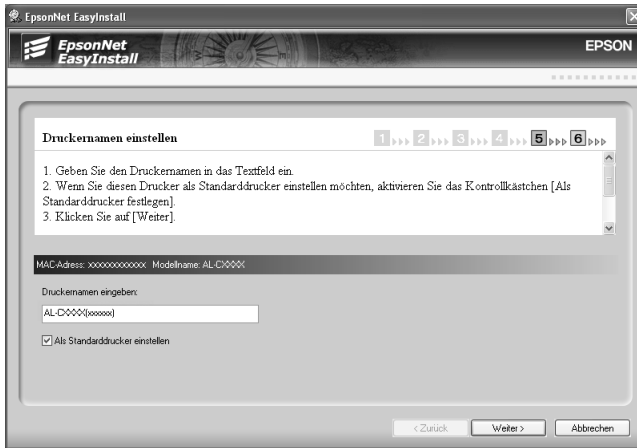 EpsonNet EasyInstall
EpsonNet
EasyInstall
EPSON
Druckernamen einstellen
1 2 3 4 5 6
1. Geben Sie den Druckernamen in das Textfeld ein.
2. Wenn Sie diesen Drucker als Standarddrucker einstellen möchten, aktivieren Sie das Kontrollkästchen [Als
Standarddrucker festlegen].
3. Klicken Sie auf [Weiter].
MAC-Adress: xxxxxxxxxxxx Modellname: AL-CXXXX
Druckernamen eingeben:
AL-CXXXX(xxxxxx)
Als Standarddrucker einstellen
< Zurück
Weiter >
Abbrechen